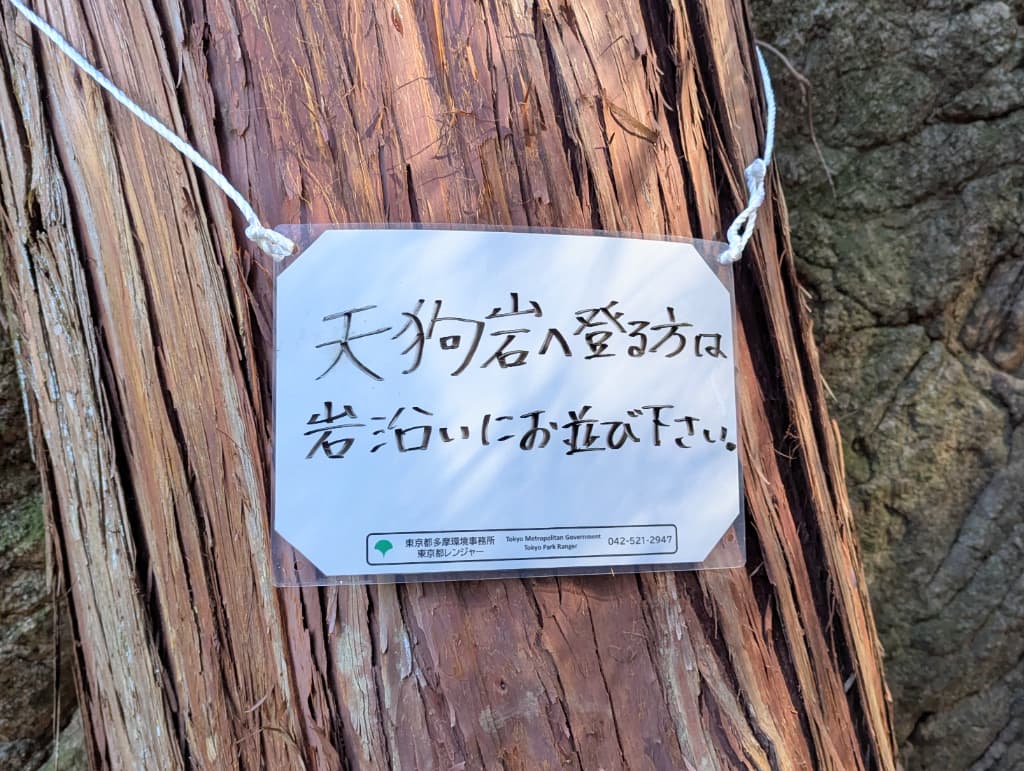 天狗岩へ登る方は
岩沿いにお並び下さい。
東京都多摩環境事務所
東京都レンジャー
Tokyo Metropolitan Government
Tokyo Park Ranger
042-521-2947